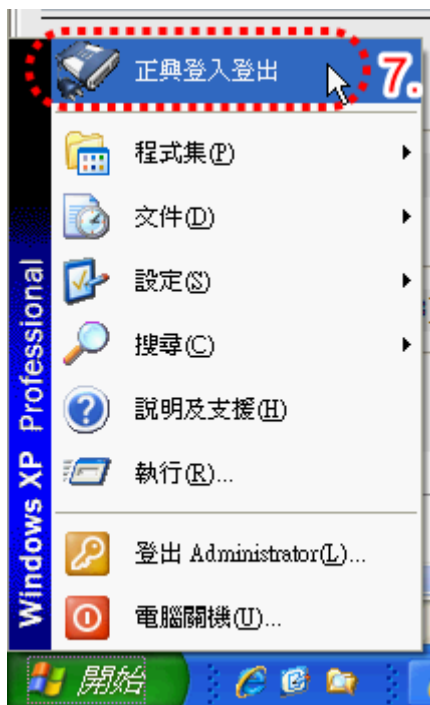 正興登入登出
7.
程式集(P)
文件(D)
設定(S)
搜尋(C)
說明及支援(H)
執行(R)...
登出 Administrator(L)...
電腦關機(U)...
Windows XP Professional
開始